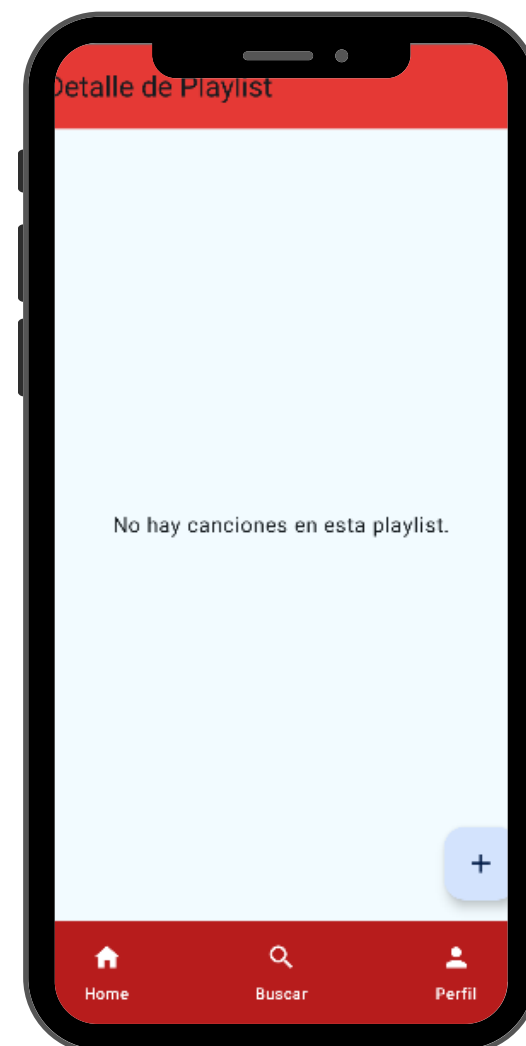 Detalle de Playlist
No hay canciones en esta playlist.
+
Home
Buscar
Perfil